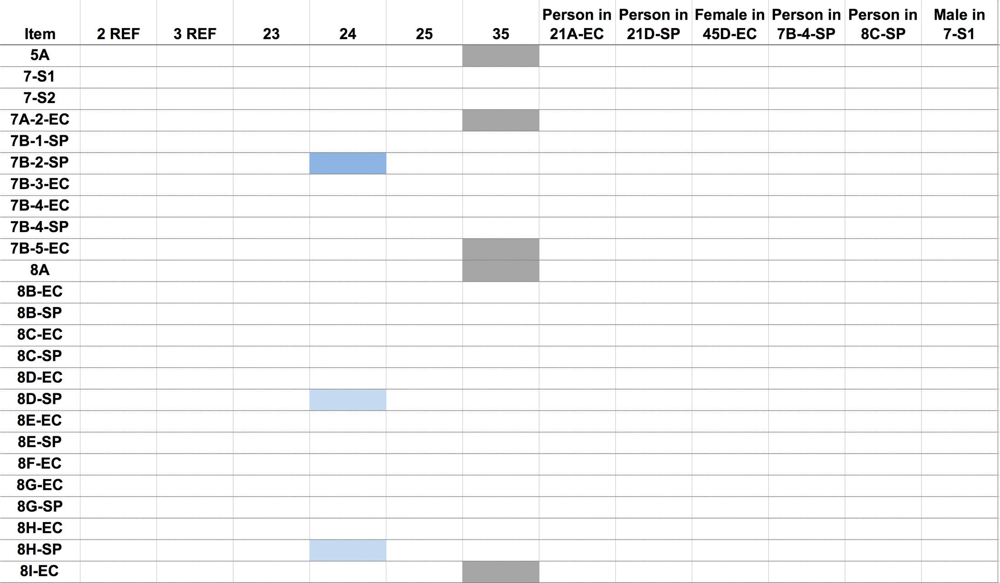 Item 2 REF 3 REF 23 24 25 35 Person in 21A-EC Person in 21D-SP Female in 45D-EC Person in 7B-4-SP Person in 8C-SP Male in 7-S1
5A
7-S1
7-S2
7A-2-EC
7B-1-SP
7B-2-SP
7B-3-EC
7B-4-EC
7B-4-SP
7B-5-EC
8A
8B-EC
8B-SP
8C-EC
8C-SP
8D-EC
8D-SP
8E-EC
8E-SP
8F-EC
8G-EC
8G-SP
8H-EC
8H-SP
8I-EC